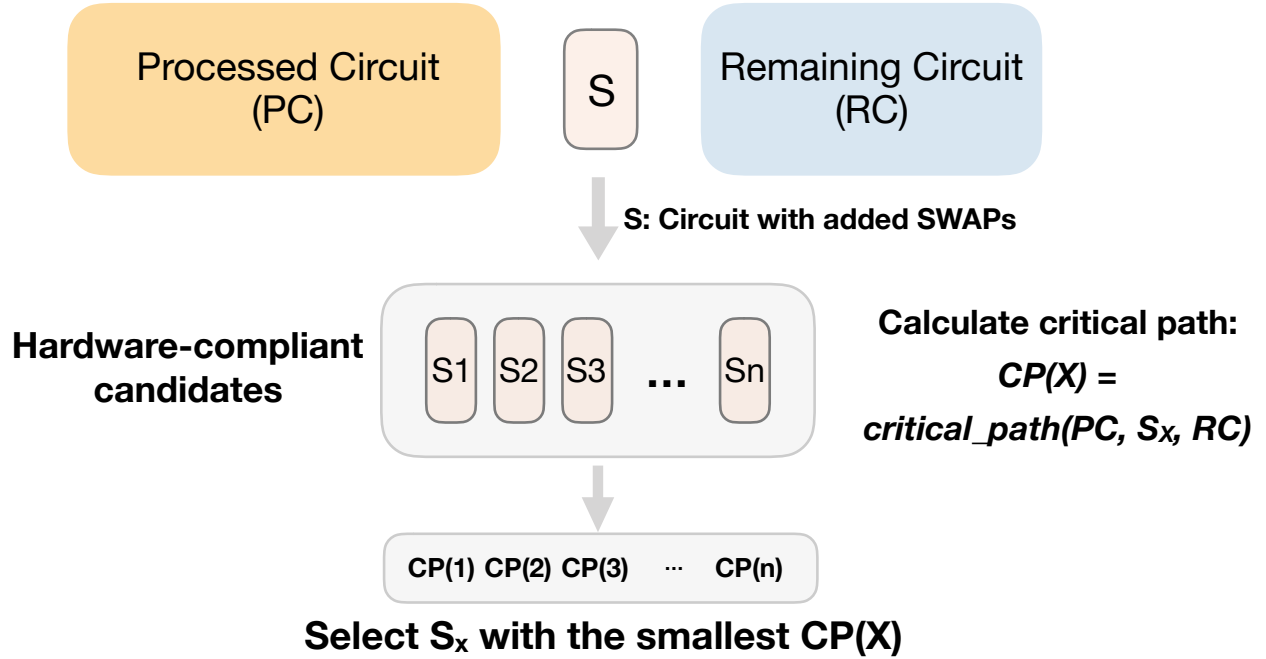 Processed Circuit
(PC)
S
Remaining Circuit
(RC)
S: Circuit with added SWAPs
Hardware-compliant
candidates
S1 S2 S3 ... Sn
Calculate critical path:
CP(X) =
critical_path(PC, Sx, RC)
CP(1) CP(2) CP(3) ... CP(n)
Select Sx with the smallest CP(X)